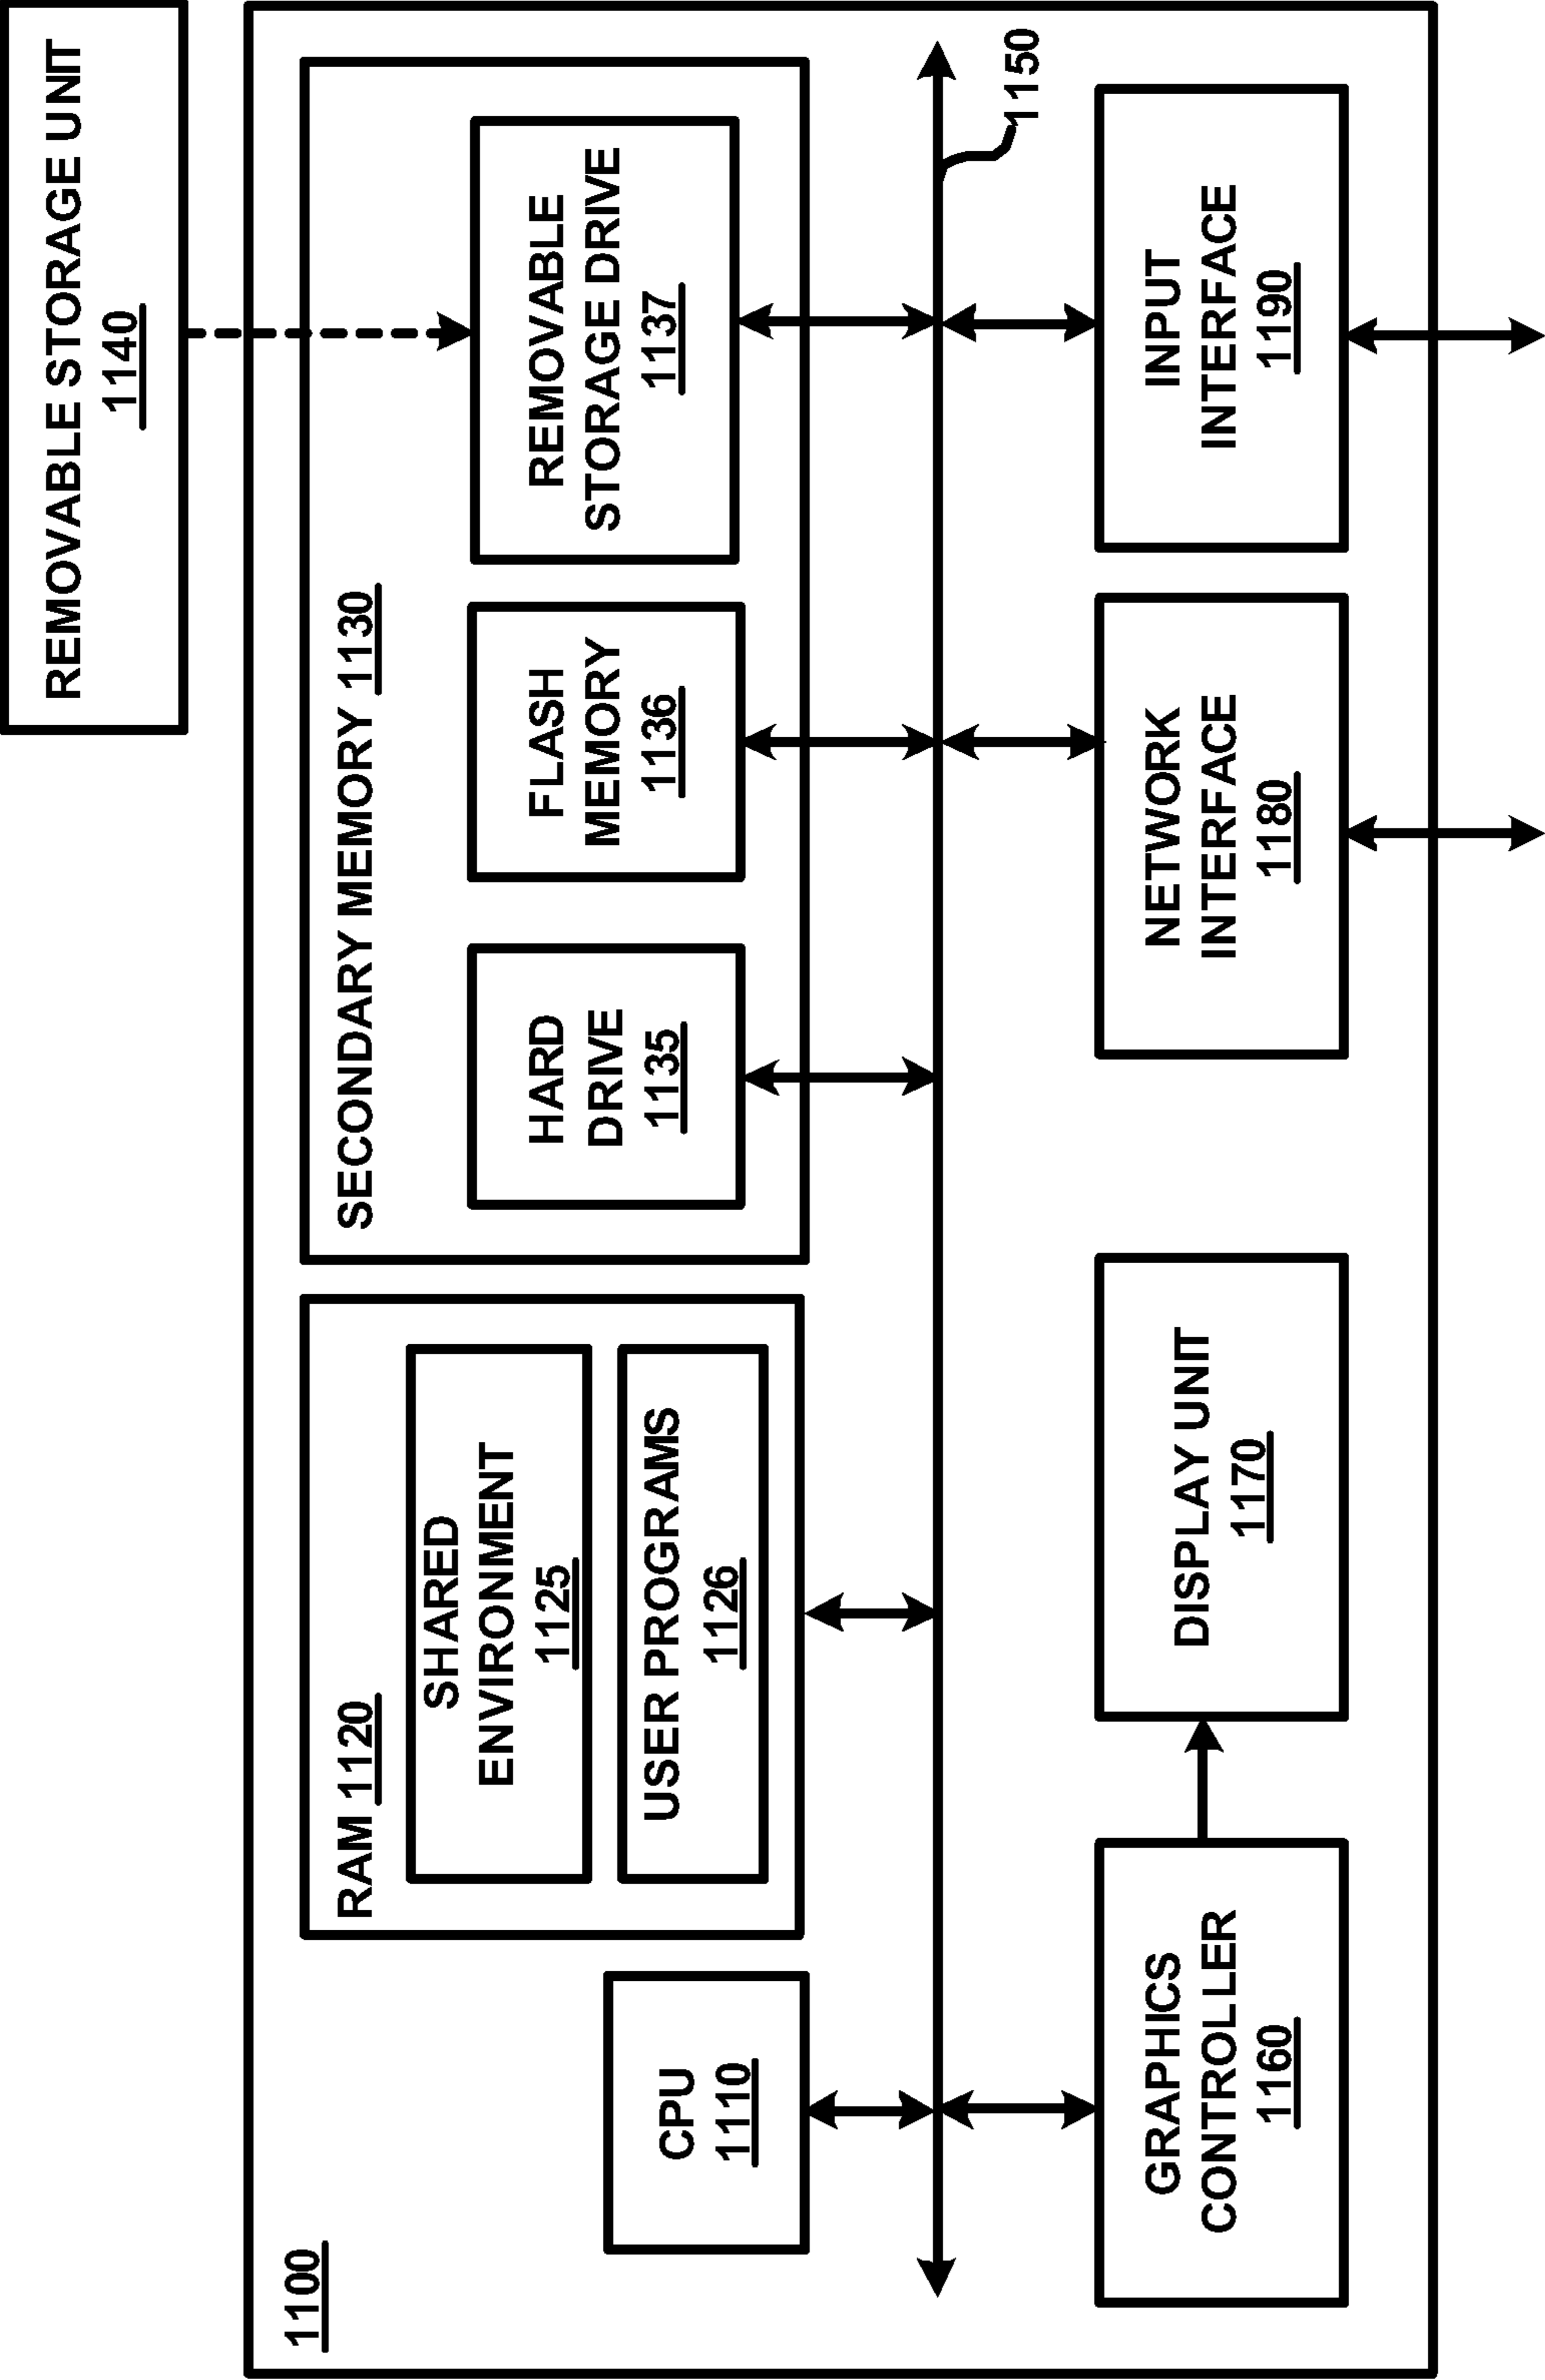 REMOVABLE STORAGE UNIT
1140
1100
CPU
1110
RAM 1120
SHARED
ENVIRONMENT
1125
USER PROGRAMS
1126
SECONDARY MEMORY 1130
HARD
DRIVE
1135
FLASH
MEMORY
1136
REMOVABLE
STORAGE DRIVE
1137
1150
GRAPHICS
CONTROLLER
1160
DISPLAY UNIT
1170
NETWORK
INTERFACE
1180
INPUT
INTERFACE
1190